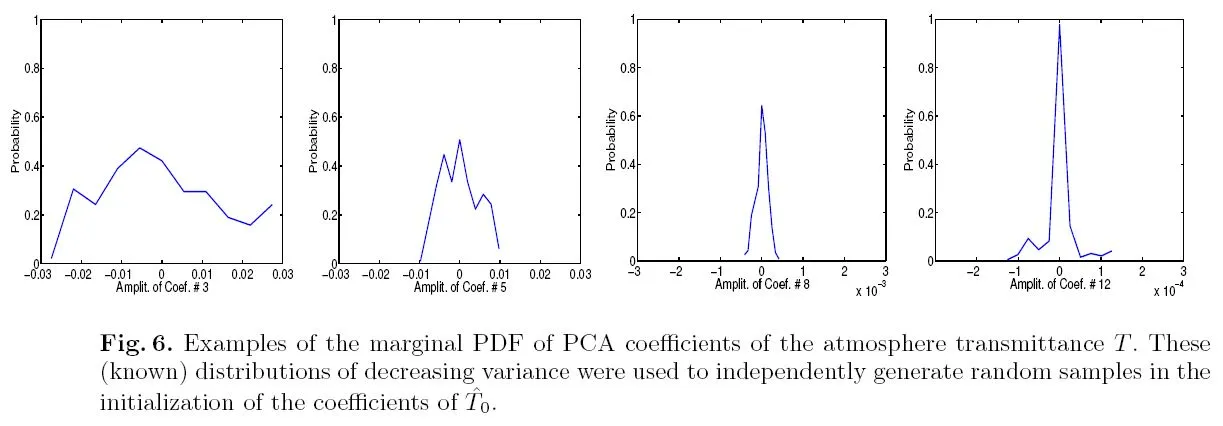 1
0.8
0.6
0.4
0.2
0
Probability
−0.03 −0.02 −0.01 0 0.01 0.02 0.03
Amplit. of Coef. # 3
1
0.8
0.6
0.4
0.2
0
Probability
−0.03 −0.02 −0.01 0 0.01 0.02 0.03
Amplit. of Coef. # 5
1
0.8
0.6
0.4
0.2
0
Probability
−3 −2 −1 0 1 2 3
Amplit. of Coef. # 8
x 10⁻³
1
0.8
0.6
0.4
0.2
0
Probability
−2 −1 0 1 2 3
Amplit. of Coef. # 12
x 10⁻⁴
Fig. 6. Examples of the marginal PDF of PCA coefficients of the atmosphere transmittance T. These
(known) distributions of decreasing variance were used to independently generate random samples in the
initialization of the coefficients of T̂₀.